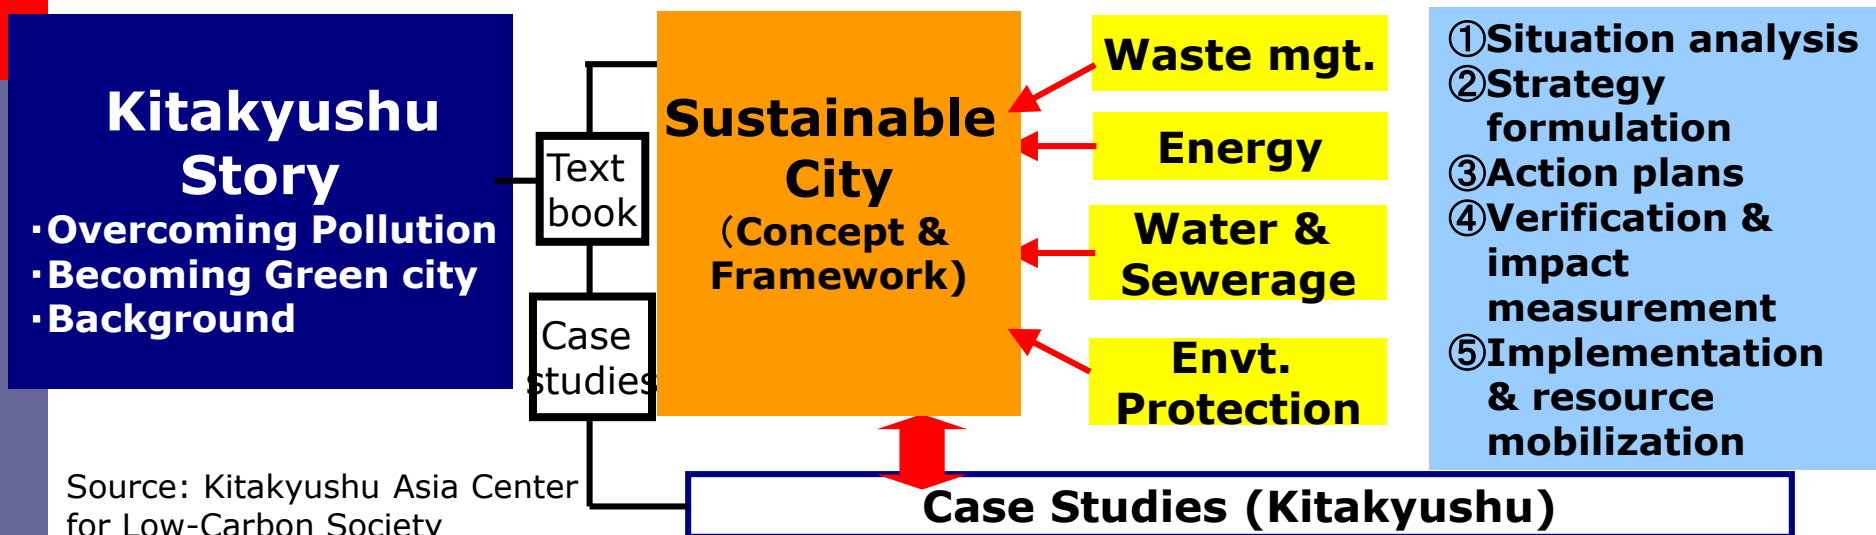 Kitakyushu
Story
・Overcoming Pollution
・Becoming Green city
・Background
Text
book
Case
studies
Sustainable
City
（Concept &
Framework)
Waste mgt.
Energy
Water &
Sewerage
Envt.
Protection
①Situation analysis
②Strategy
formulation
③Action plans
④Verification &
impact
measurement
⑤Implementation
& resource
mobilization
Case Studies (Kitakyushu)
Source: Kitakyushu Asia Center
for Low-Carbon Society